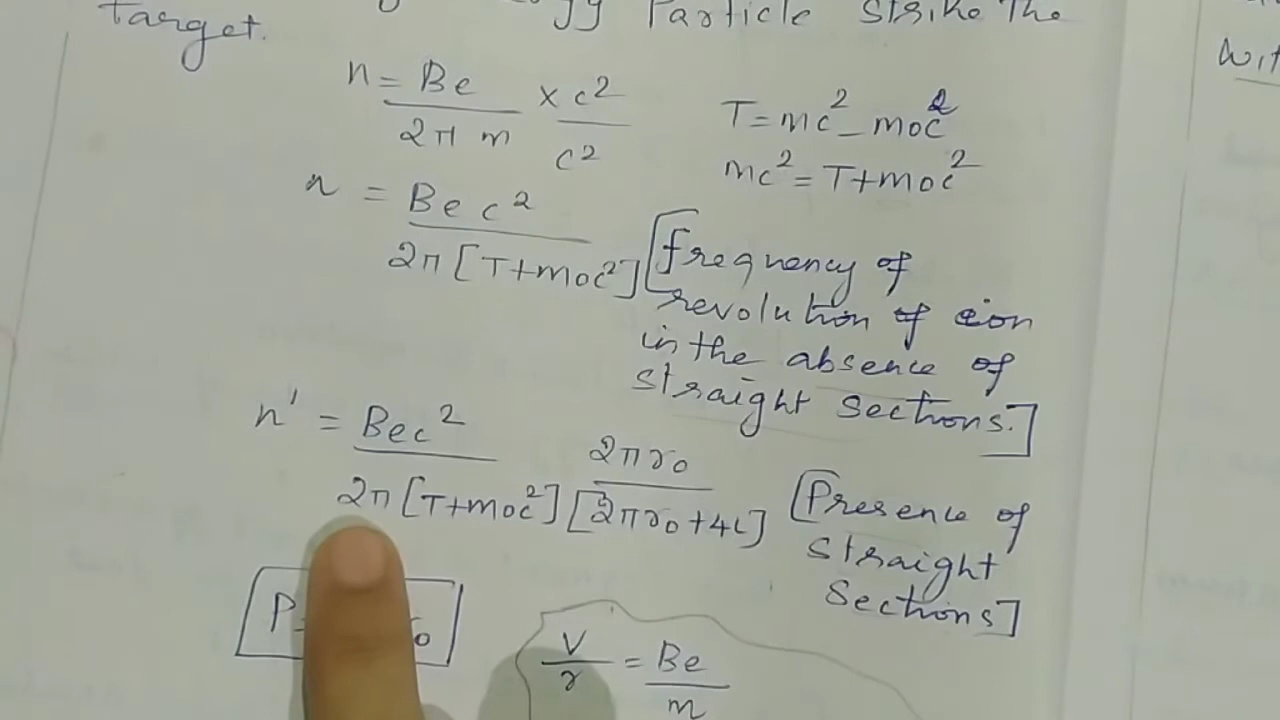 Particle strike the
target.
n = Be / 2π m × c² / c²
T = mc² - moc²
mc² = T + moc²
n = Bec² / 2π [T + moc²] [frequency of
revolution of ion
in the absence of
straight sections.]
n' = Bec² / 2π [T + moc²] 2πr₀ / [2πr₀ + 4L] [Presence of
straight
sections]
P =
V / r = Be / m